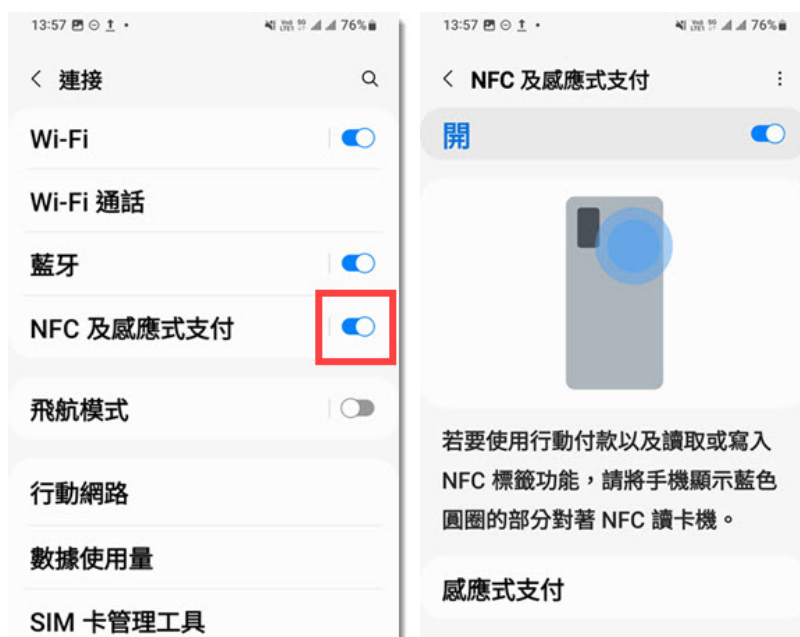 13:57
76%
連接
Wi-Fi
Wi-Fi 通話
藍牙
NFC 及感應式支付
飛航模式
行動網路
數據使用量
SIM 卡管理工具
13:57
76%
NFC 及感應式支付
開
若要使用行動付款以及讀取或寫入
NFC 標籤功能，請將手機顯示藍色
圓圈的部分對著 NFC 讀卡機。
感應式支付